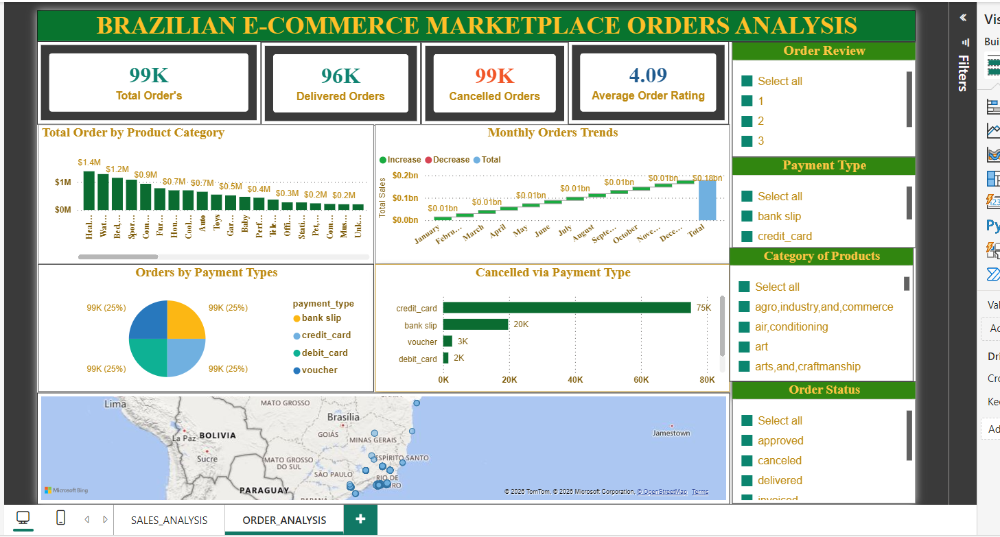 BRAZILIAN E-COMMERCE MARKETPLACE ORDERS ANALYSIS
99K
Total Order's
96K
Delivered Orders
99K
Cancelled Orders
4.09
Average Order Rating
Order Review
Select all
1
2
3
Total Order by Product Category
$1.4M
$1.2M
$0.9M
$0.7M
$0.7M
$0.5M
$0.4M
$0.3M
$0.2M
$0.2M
$1M
$0M
Heal...
Wat...
Bed,...
Spor...
Com...
Fur...
Hou...
Cool...
Auto
Toys
Gar...
Baby
Perf...
Tele...
Offi...
Stati...
Pet,...
Com...
Mus...
Unk...
Monthly Orders Trends
Increase
Decrease
Total
Total Sales
$0.2bn
$0.1bn
$0.0bn
$0.01bn
$0.01bn
$0.01bn
$0.01bn
$0.01bn
$0.01bn
$0.18bn
January
Febru...
March
April
May
June
July
August
Septe...
October
Nove...
Dece...
Total
Payment Type
Select all
bank slip
credit_card
Orders by Payment Types
99K (25%)
99K (25%)
99K (25%)
99K (25%)
payment_type
bank slip
credit_card
debit_card
voucher
Cancelled via Payment Type
credit_card
75K
bank slip
20K
voucher
3K
debit_card
2K
0K
20K
40K
60K
80K
Category of Products
Select all
agro,industry,and,commerce
air,conditioning
art
arts,and,craftmanship
Lima
MATO GROSSO
Brasília
La Paz
BOLIVIA
GOIÁS
MINAS GERAIS
Jamestown
Sucre
MATO GROSSO
DO SUL
ESPÍRITO SANTO
SÃO PAULO
RIO DE
PARAGUAY
Microsoft Bing
© 2026 TomTom, © 2026 Microsoft Corporation, © OpenStreetMap Terms
Order Status
Select all
approved
canceled
delivered
invoiced
Filters
SALES_ANALYSIS
ORDER_ANALYSIS